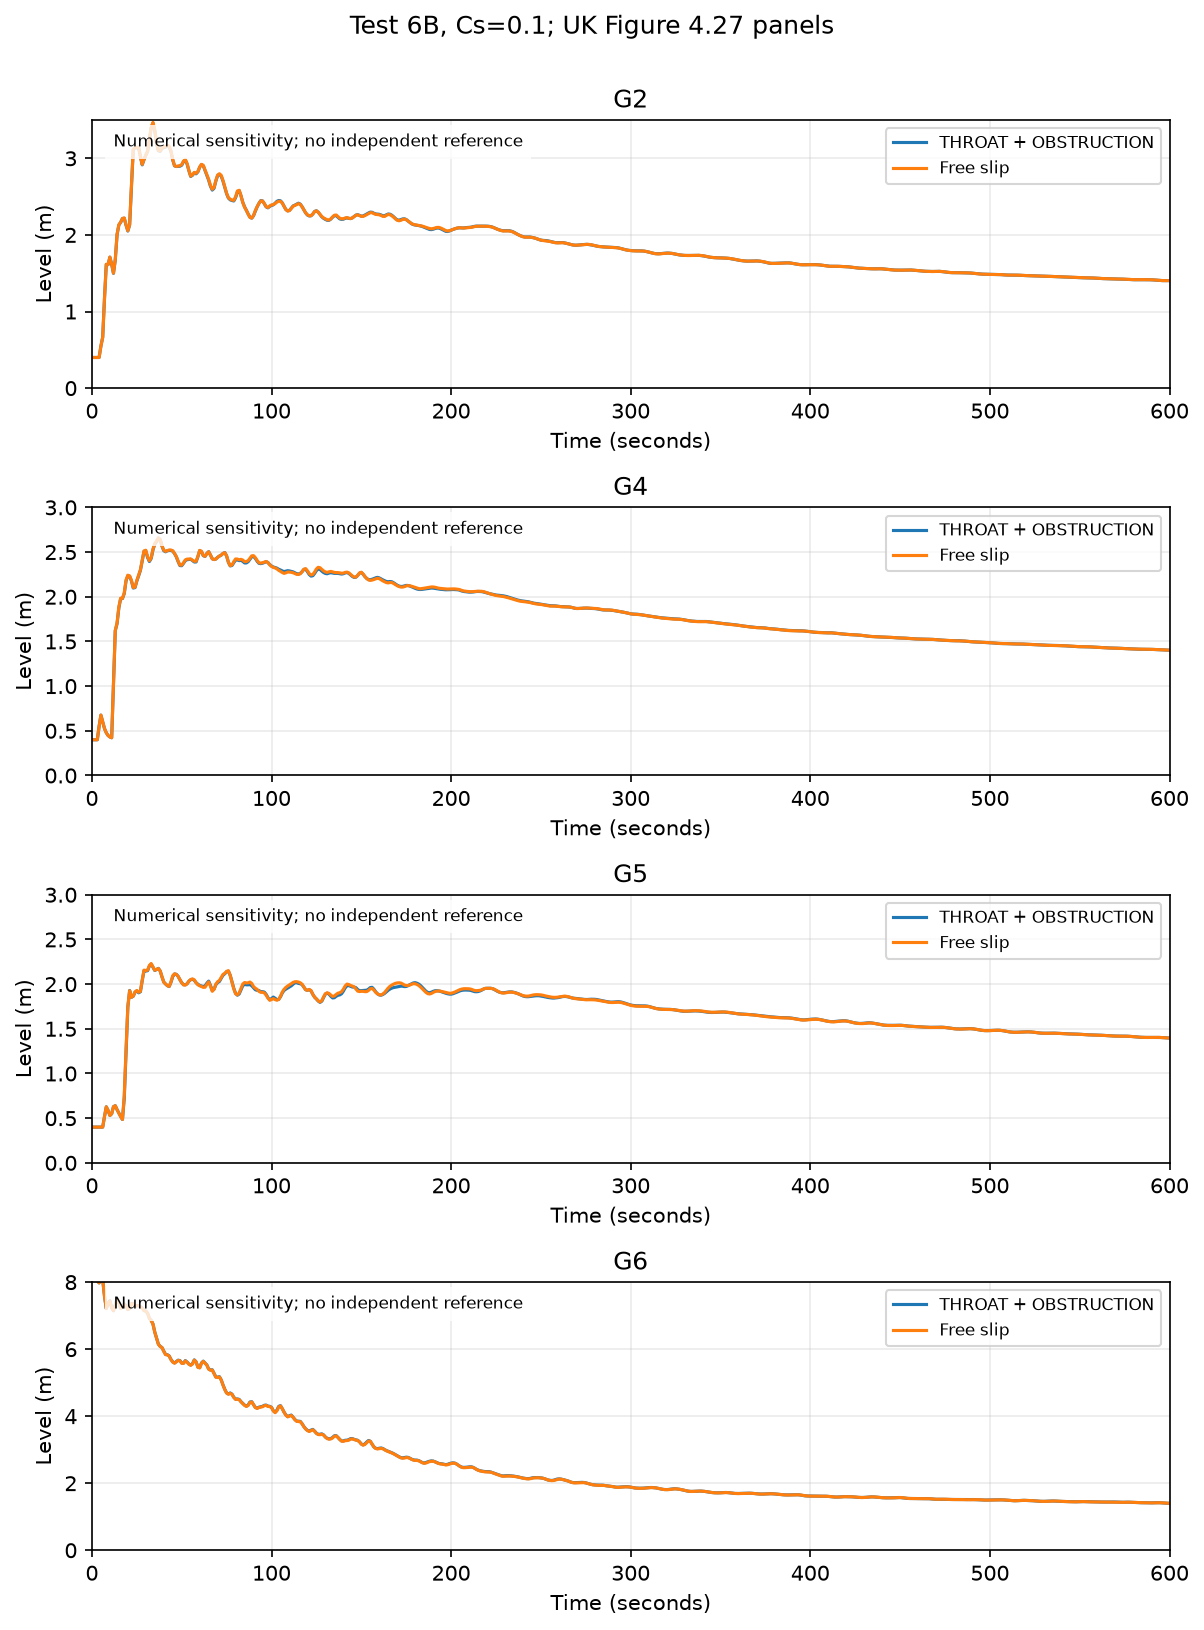 Test 6B, Cs=0.1; UK Figure 4.27 panels
G2
Numerical sensitivity; no independent reference
THROAT + OBSTRUCTION
Free slip
3
2
1
0
Level (m)
0 100 200 300 400 500 600
Time (seconds)
G4
Numerical sensitivity; no independent reference
THROAT + OBSTRUCTION
Free slip
3.0
2.5
2.0
1.5
1.0
0.5
0.0
Level (m)
0 100 200 300 400 500 600
Time (seconds)
G5
Numerical sensitivity; no independent reference
THROAT + OBSTRUCTION
Free slip
3.0
2.5
2.0
1.5
1.0
0.5
0.0
Level (m)
0 100 200 300 400 500 600
Time (seconds)
G6
Numerical sensitivity; no independent reference
THROAT + OBSTRUCTION
Free slip
8
6
4
2
0
Level (m)
0 100 200 300 400 500 600
Time (seconds)